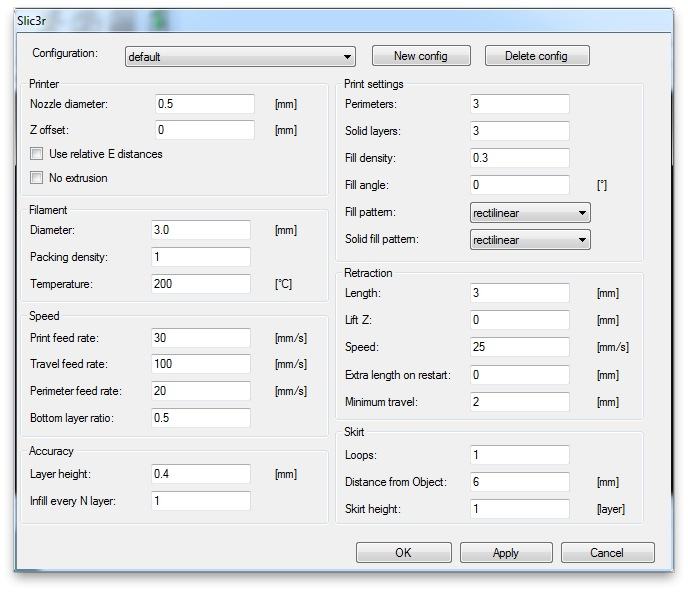 Slic3r
Configuration: default New config Delete config
Printer
Nozzle diameter: 0.5 [mm]
Z offset: 0 [mm]
Use relative E distances
No extrusion
Filament
Diameter: 3.0 [mm]
Packing density: 1
Temperature: 200 [°C]
Speed
Print feed rate: 30 [mm/s]
Travel feed rate: 100 [mm/s]
Perimeter feed rate: 20 [mm/s]
Bottom layer ratio: 0.5
Accuracy
Layer height: 0.4 [mm]
Infill every N layer: 1
Print settings
Perimeters: 3
Solid layers: 3
Fill density: 0.3
Fill angle: 0 [°]
Fill pattern: rectilinear
Solid fill pattern: rectilinear
Retraction
Length: 3 [mm]
Lift Z: 0 [mm]
Speed: 25 [mm/s]
Extra length on restart: 0 [mm]
Minimum travel: 2 [mm]
Skirt
Loops: 1
Distance from Object: 6 [mm]
Skirt height: 1 [layer]
OK Apply Cancel